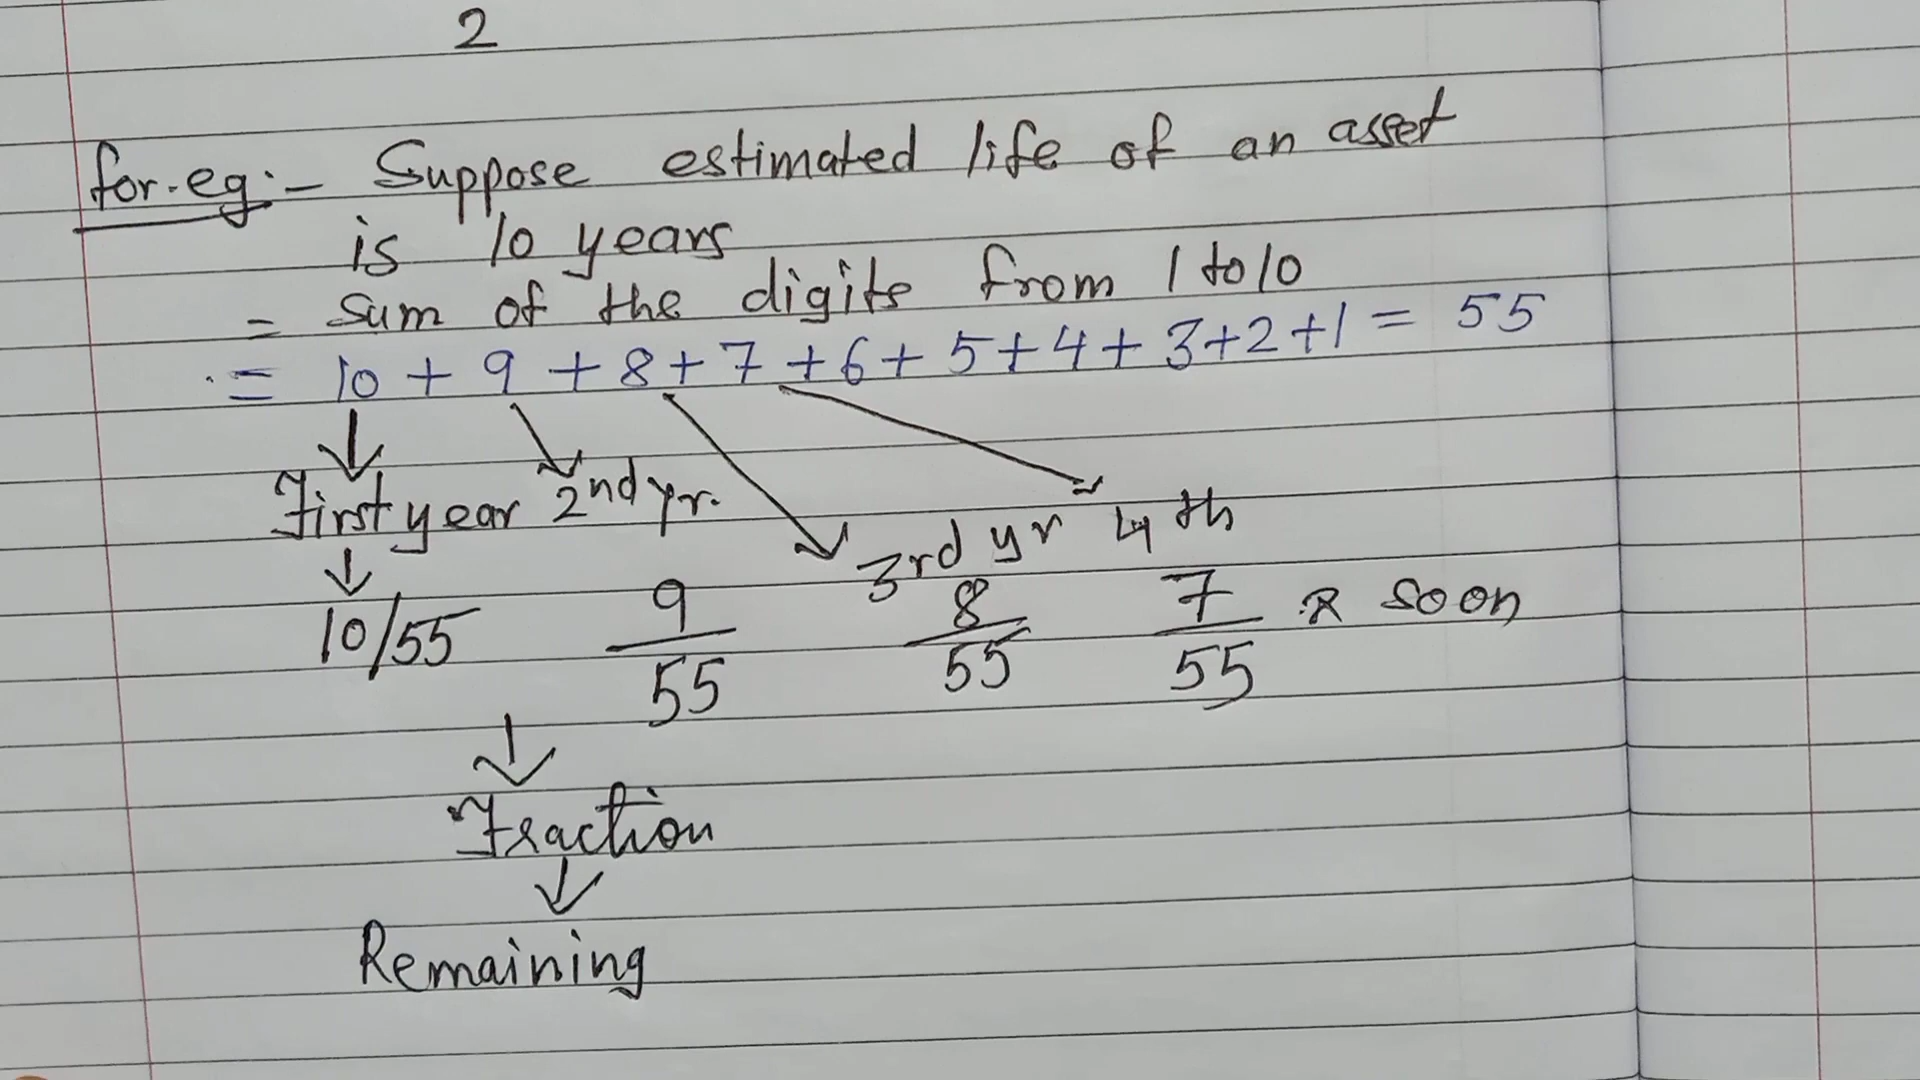 2
for.eg:- Suppose estimated life of an asset
is 10 years
= sum of the digits from 1 to 10
= 10 + 9 + 8 + 7 + 6 + 5 + 4 + 3 + 2 + 1 = 55
First year 2nd yr. 3rd yr 4th
10/55 9/55 8/55 7/55 & soon
Fraction
Remaining